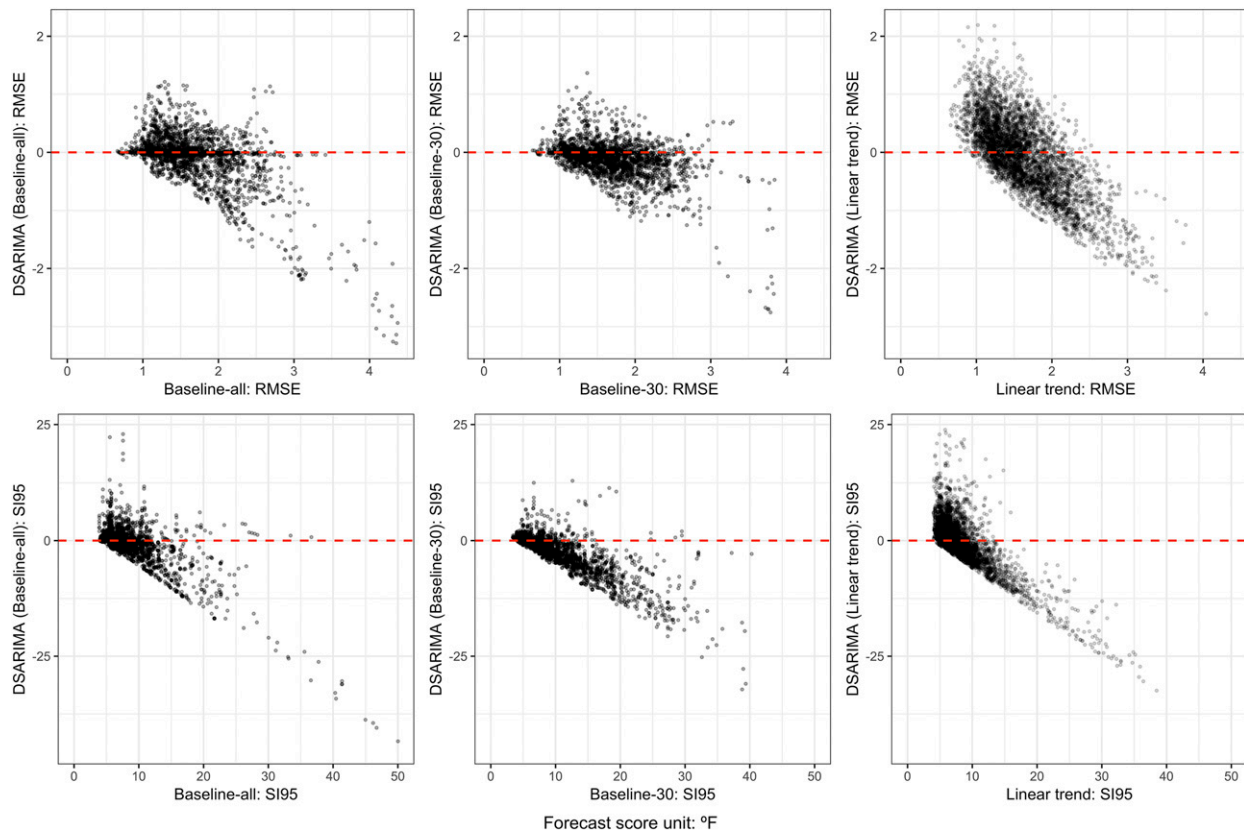 2
0
-2
DSARIMA (Baseline-all): RMSE
0 1 2 3 4
Baseline-all: RMSE
2
0
-2
DSARIMA (Baseline-30): RMSE
0 1 2 3 4
Baseline-30: RMSE
2
0
-2
DSARIMA (Linear trend): RMSE
0 1 2 3 4
Linear trend: RMSE
25
0
-25
DSARIMA (Baseline-all): SI95
0 10 20 30 40 50
Baseline-all: SI95
25
0
-25
DSARIMA (Baseline-30): SI95
0 10 20 30 40 50
Baseline-30: SI95
25
0
-25
DSARIMA (Linear trend): SI95
0 10 20 30 40 50
Linear trend: SI95
Forecast score unit: ºF